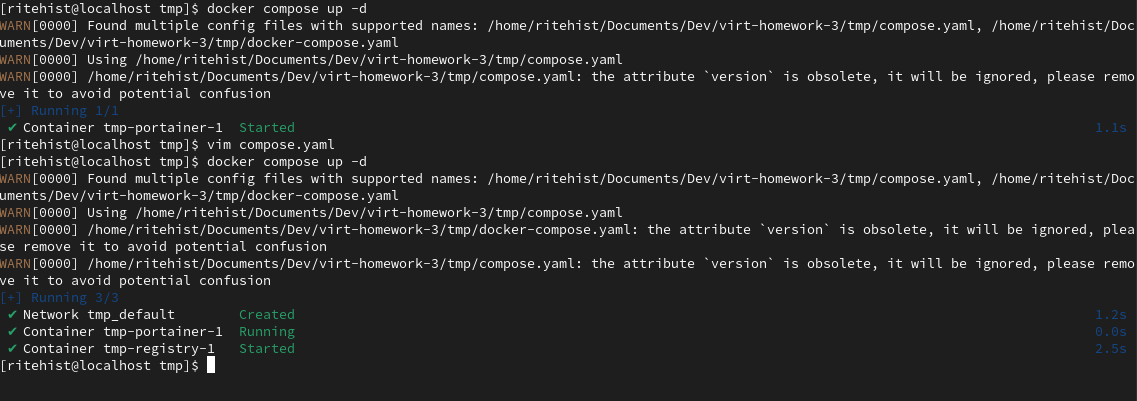 [ritehist@localhost tmp]$ docker compose up -d
WARN[0000] Found multiple config files with supported names: /home/ritehist/Documents/Dev/virt-homework-3/tmp/compose.yaml, /home/ritehist/Doc
uments/Dev/virt-homework-3/tmp/docker-compose.yaml
WARN[0000] Using /home/ritehist/Documents/Dev/virt-homework-3/tmp/compose.yaml
WARN[0000] /home/ritehist/Documents/Dev/virt-homework-3/tmp/compose.yaml: the attribute `version` is obsolete, it will be ignored, please remo
ve it to avoid potential confusion
[+] Running 1/1
✔ Container tmp-portainer-1  Started 1.1s
[ritehist@localhost tmp]$ vim compose.yaml
[ritehist@localhost tmp]$ docker compose up -d
WARN[0000] Found multiple config files with supported names: /home/ritehist/Documents/Dev/virt-homework-3/tmp/compose.yaml, /home/ritehist/Doc
uments/Dev/virt-homework-3/tmp/docker-compose.yaml
WARN[0000] Using /home/ritehist/Documents/Dev/virt-homework-3/tmp/compose.yaml
WARN[0000] /home/ritehist/Documents/Dev/virt-homework-3/tmp/docker-compose.yaml: the attribute `version` is obsolete, it will be ignored, plea
se remove it to avoid potential confusion
WARN[0000] /home/ritehist/Documents/Dev/virt-homework-3/tmp/compose.yaml: the attribute `version` is obsolete, it will be ignored, please remo
ve it to avoid potential confusion
[+] Running 3/3
✔ Network tmp_default        Created 1.2s
✔ Container tmp-portainer-1  Running 0.0s
✔ Container tmp-registry-1   Started 2.5s
[ritehist@localhost tmp]$